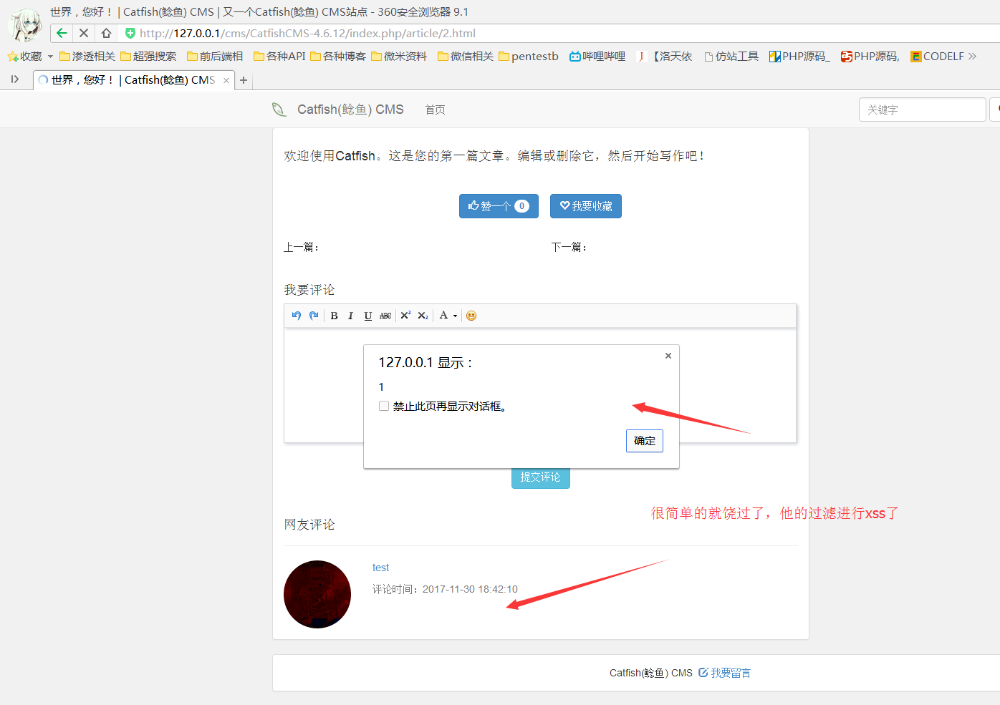 世界，您好！ | Catfish(鲶鱼) CMS | 又一个Catfish(鲶鱼) CMS站点 - 360安全浏览器 9.1
http://127.0.0.1/cms/CatfishCMS-4.6.12/index.php/article/2.html
收藏 渗透相关 超强搜索 前后端相 各种API 各种博客 微米资料 微信相关 pentestb 哔哩哔哩 【洛天依 仿站工具 PHP源码_ PHP源码, CODELF
世界，您好！ | Catfish(鲶鱼) CMS
Catfish(鲶鱼) CMS 首页 关键字
欢迎使用Catfish。这是您的第一篇文章。编辑或删除它，然后开始写作吧！
赞一个 0 我要收藏
上一篇： 下一篇：
我要评论
B I U ABC X² X₂ A
127.0.0.1 显示：
1
禁止此页再显示对话框。
确定
提交评论
很简单的就饶过了，他的过滤进行xss了
网友评论
test
评论时间：2017-11-30 18:42:10
Catfish(鲶鱼) CMS 我要留言